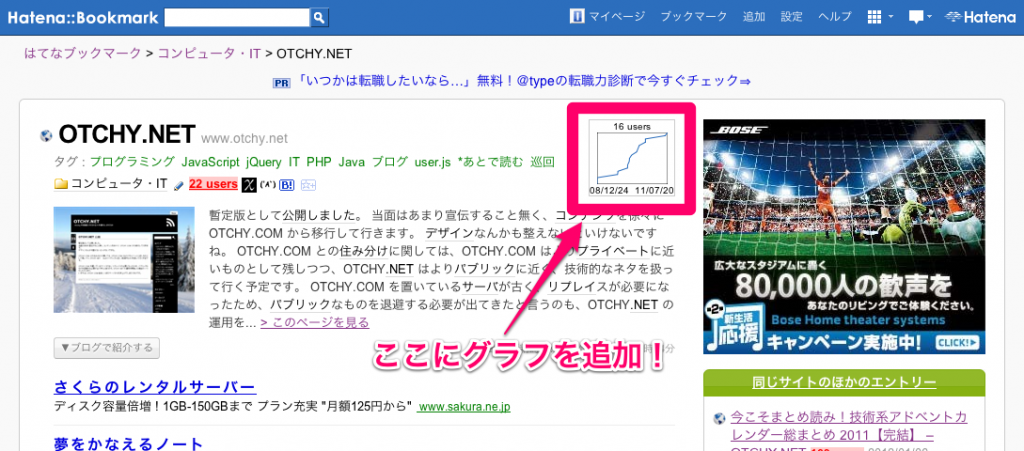 Hatena::Bookmark
マイページ ブックマーク 追加 設定 ヘルプ Hatena
はてなブックマーク > コンピュータ・IT > OTCHY.NET
PR 「いつかは転職したいなら…」無料！@typeの転職力診断で今すぐチェック⇒
OTCHY.NET www.otchy.net
タグ : プログラミング JavaScript jQuery IT PHP Java ブログ user.js *あとで読む 巡回
コンピュータ・IT 22 users B!
16 users
08/12/24 11/07/20
暫定版として公開しました。 当面はあまり宣伝すること無く、コンテンツを徐々に
OTCHY.COM から移行して行きます。 デザインなんかも整えないといけないです
ね。 OTCHY.COM との住み分けに関しては、OTCHY.COM は プライベートに近
いものとして残しつつ、OTCHY.NET はよりパブリックに近く、技術的なネタを扱っ
て行く予定です。 OTCHY.COM を置いているサーバが古く、リプレイスが必要にな
ったため、パブリックなものを退避する必要が出てきたと言うのも、OTCHY.NET の
運用を... > このページを見る
▼ブログで紹介する
ここにグラフを追加！
さくらのレンタルサーバー
ディスク容量倍増！1GB-150GBまで プラン充実 "月額125円から" www.sakura.ne.jp
夢をかなえるノート
BOSE
広大なスタジアムに轟く
80,000人の歓声を
あなたのリビングでご体験ください。
第2弾 新生活応援
Bose Home theater systems
キャンペーン実施中！ CLICK!
同じサイトのほかのエントリー
今こそまとめ読み！技術系アドベントカ
レンダー総まとめ 2011【完結】 –
OTCHY.NET